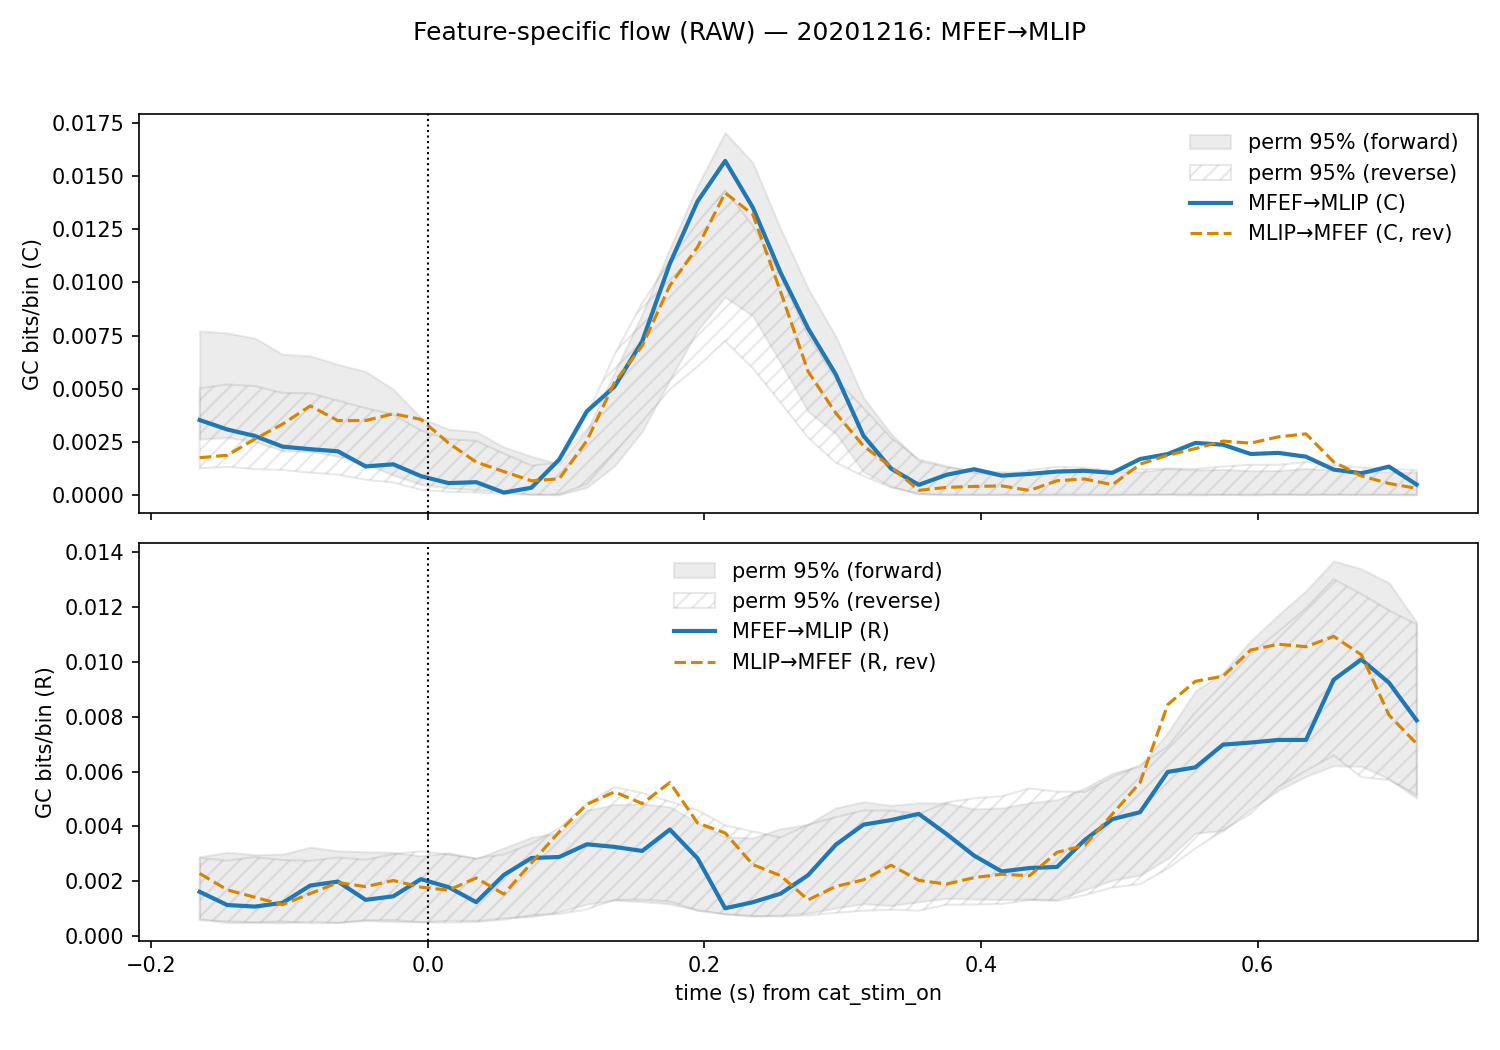 Feature-specific flow (RAW) — 20201216: MFEF→MLIP
GC bits/bin (C)
0.0175
0.0150
0.0125
0.0100
0.0075
0.0050
0.0025
0.0000
perm 95% (forward)
perm 95% (reverse)
MFEF→MLIP (C)
MLIP→MFEF (C, rev)
GC bits/bin (R)
0.014
0.012
0.010
0.008
0.006
0.004
0.002
0.000
perm 95% (forward)
perm 95% (reverse)
MFEF→MLIP (R)
MLIP→MFEF (R, rev)
−0.2 0.0 0.2 0.4 0.6
time (s) from cat_stim_on